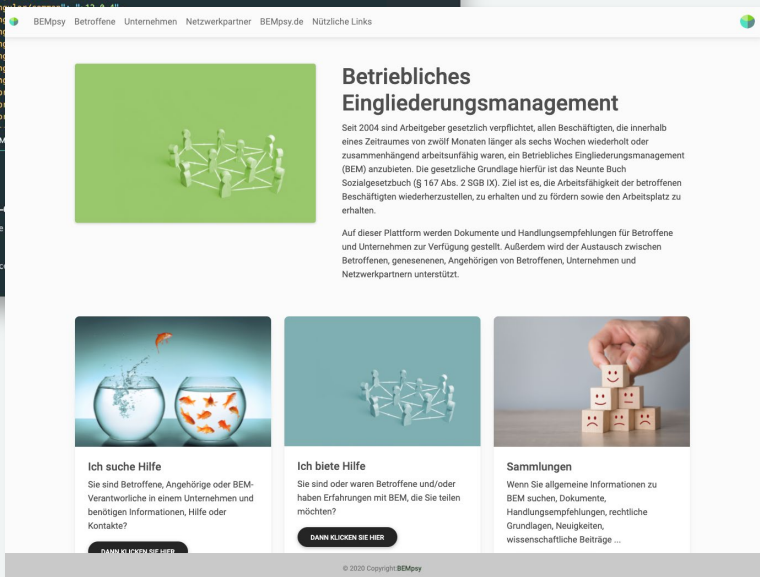 BEMpsy Betroffene Unternehmen Netzwerkpartner BEMpsy.de Nützliche Links
Betriebliches
Eingliederungsmanagement
Seit 2004 sind Arbeitgeber gesetzlich verpflichtet, allen Beschäftigten, die innerhalb
eines Zeitraumes von zwölf Monaten länger als sechs Wochen wiederholt oder
zusammenhängend arbeitsunfähig waren, ein Betriebliches Eingliederungsmanagement
(BEM) anzubieten. Die gesetzliche Grundlage hierfür ist das Neunte Buch
Sozialgesetzbuch (§ 167 Abs. 2 SGB IX). Ziel ist es, die Arbeitsfähigkeit der betroffenen
Beschäftigten wiederherzustellen, zu erhalten und zu fördern sowie den Arbeitsplatz zu
erhalten.
Auf dieser Plattform werden Dokumente und Handlungsempfehlungen für Betroffene
und Unternehmen zur Verfügung gestellt. Außerdem wird der Austausch zwischen
Betroffenen, genesenenen, Angehörigen von Betroffenen, Unternehmen und
Netzwerkpartnern unterstützt.
Ich suche Hilfe
Sie sind Betroffene, Angehörige oder BEM-
Verantworliche in einem Unternehmen und
benötigen Informationen, Hilfe oder
Kontakte?
DANN KLICKEN SIE HIER
Ich biete Hilfe
Sie sind oder waren Betroffene und/oder
haben Erfahrungen mit BEM, die Sie teilen
möchten?
DANN KLICKEN SIE HIER
Sammlungen
Wenn Sie allgemeine Informationen zu
BEM suchen, Dokumente,
Handlungsempfehlungen, rechtliche
Grundlagen, Neuigkeiten,
wissenschaftliche Beiträge ...
© 2020 Copyright:BEMpsy